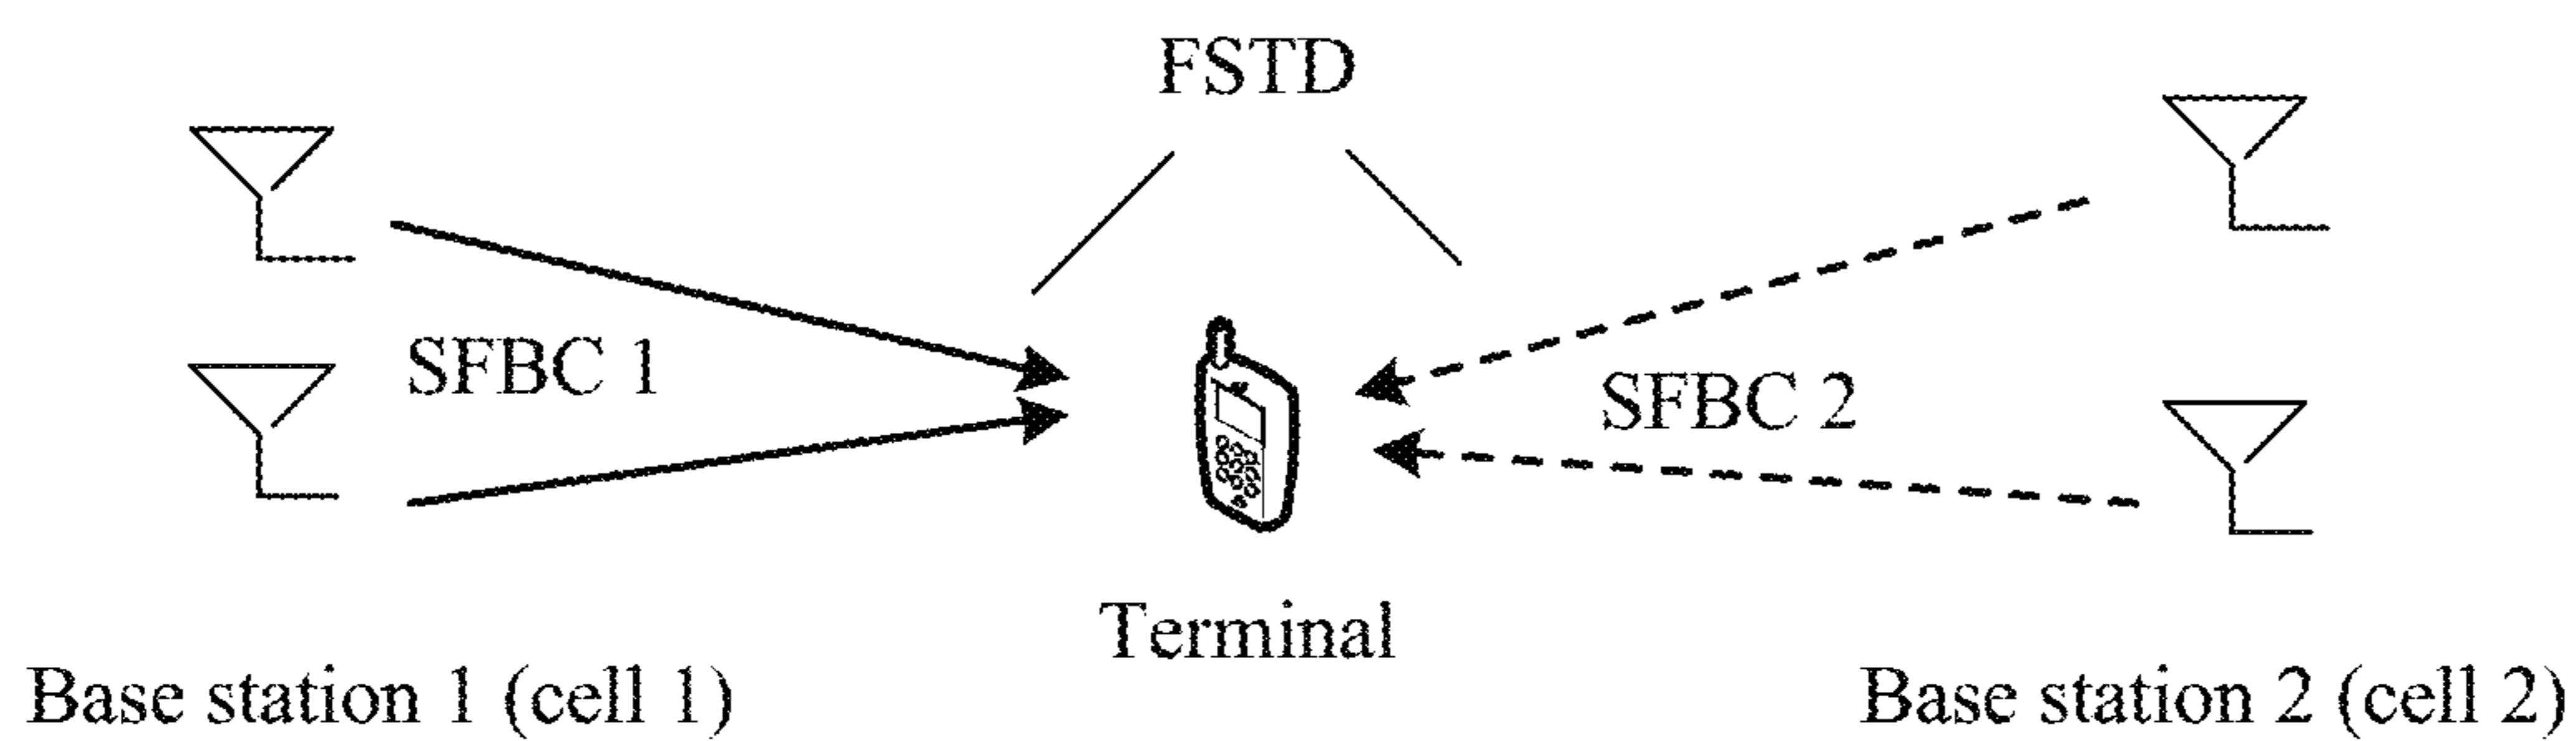 FSTD
SFBC 1
SFBC 2
Terminal
Base station 1 (cell 1)
Base station 2 (cell 2)